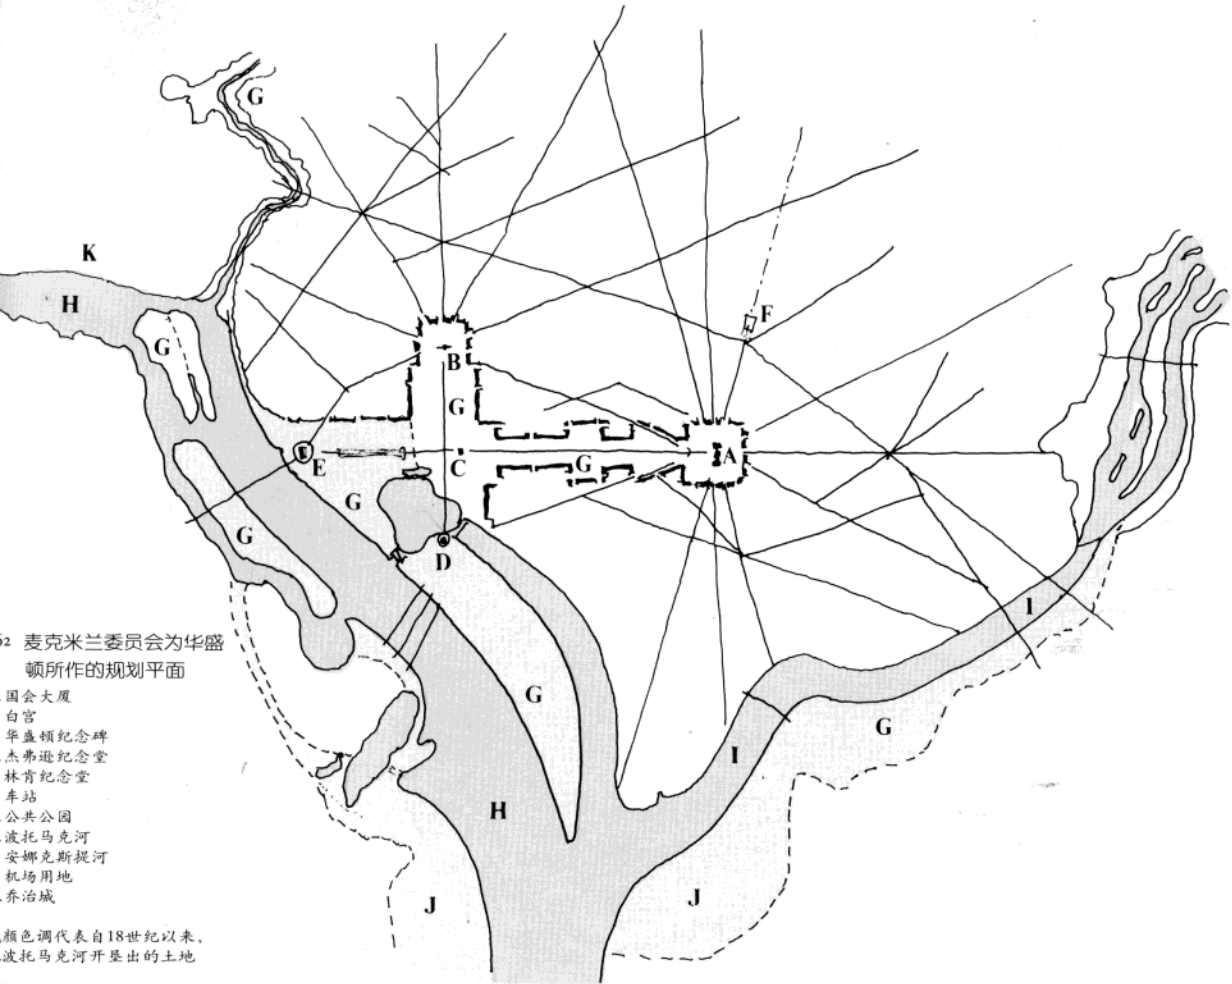 G
K
H
G
F
B
G
A
E
C
G
G
G
D
I
G
G
I
H
J
J
62 麦克米兰委员会为华盛
顿所作的规划平面
国会大厦
白宫
华盛顿纪念碑
杰弗逊纪念堂
林肯纪念堂
车站
公共公园
波托马克河
安娜克斯提河
机场用地
乔治城
颜色调代表自18世纪以来，
波托马克河开垦出的土地